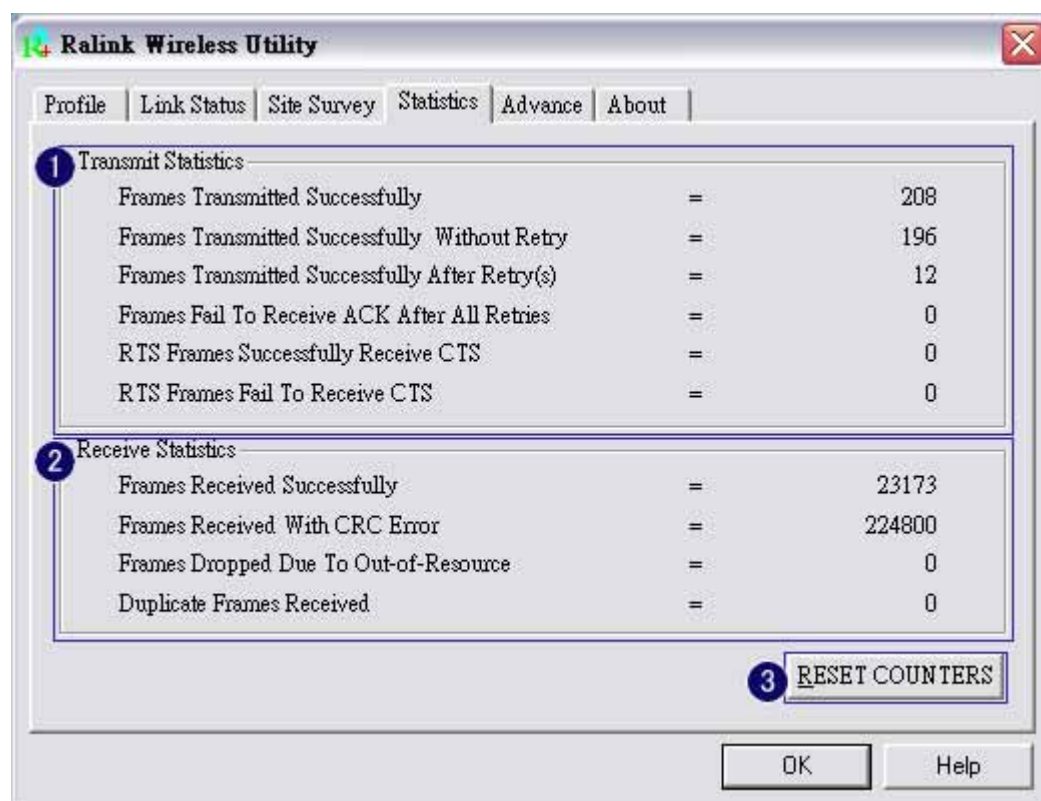 Ralink Wireless Utility
Profile Link Status Site Survey Statistics Advance About
1 Transmit Statistics
Frames Transmitted Successfully = 208
Frames Transmitted Successfully Without Retry = 196
Frames Transmitted Successfully After Retry(s) = 12
Frames Fail To Receive ACK After All Retries = 0
RTS Frames Successfully Receive CTS = 0
RTS Frames Fail To Receive CTS = 0
2 Receive Statistics
Frames Received Successfully = 23173
Frames Received With CRC Error = 224800
Frames Dropped Due To Out-of-Resource = 0
Duplicate Frames Received = 0
3 RESET COUNTERS
OK Help